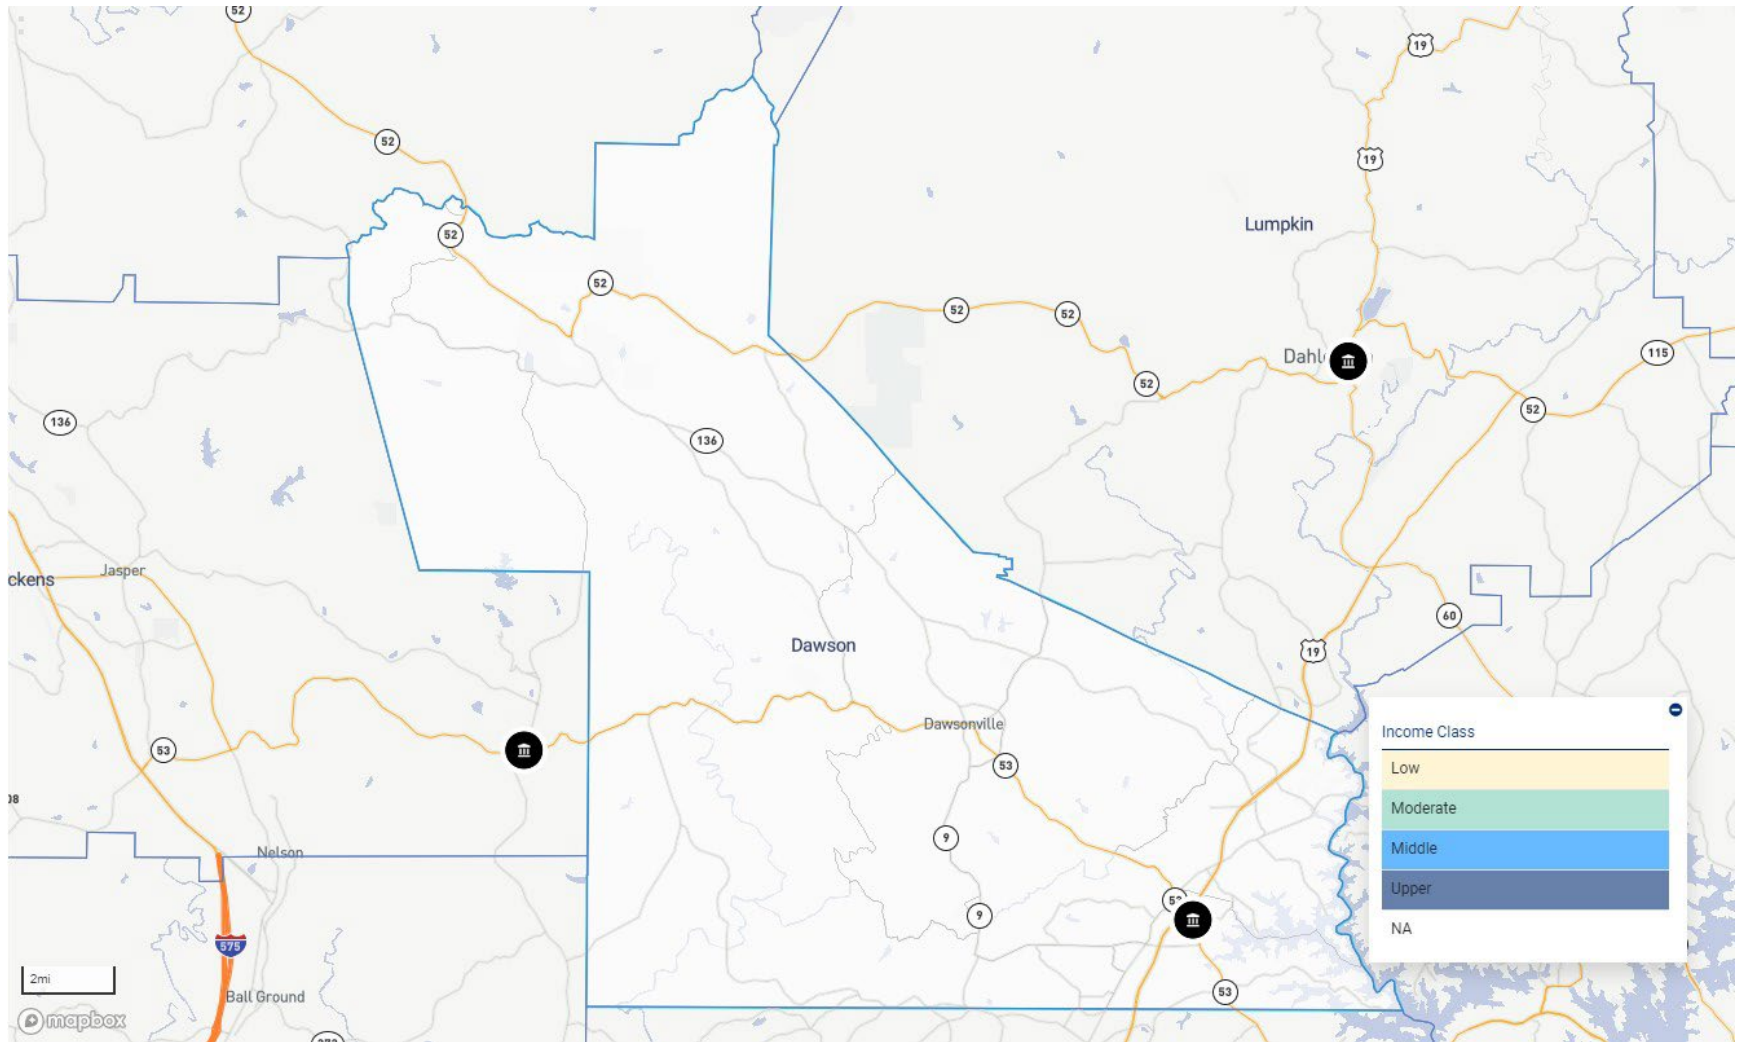 52
19
52
19
Lumpkin
52
52
52
52
Dahl
115
52
52
136
136
ckens
Jasper
60
Dawson
19
Dawsonville
53
53
Income Class
Low
Moderate
Middle
Upper
NA
9
Nelson
9
53
575
2mi
Ball Ground
53
mapbox